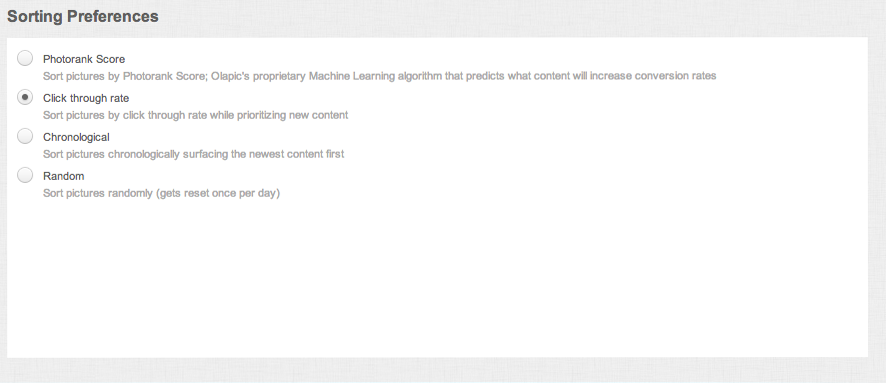 Sorting Preferences
Photorank Score
Sort pictures by Photorank Score; Olapic's proprietary Machine Learning algorithm that predicts what content will increase conversion rates
Click through rate
Sort pictures by click through rate while prioritizing new content
Chronological
Sort pictures chronologically surfacing the newest content first
Random
Sort pictures randomly (gets reset once per day)